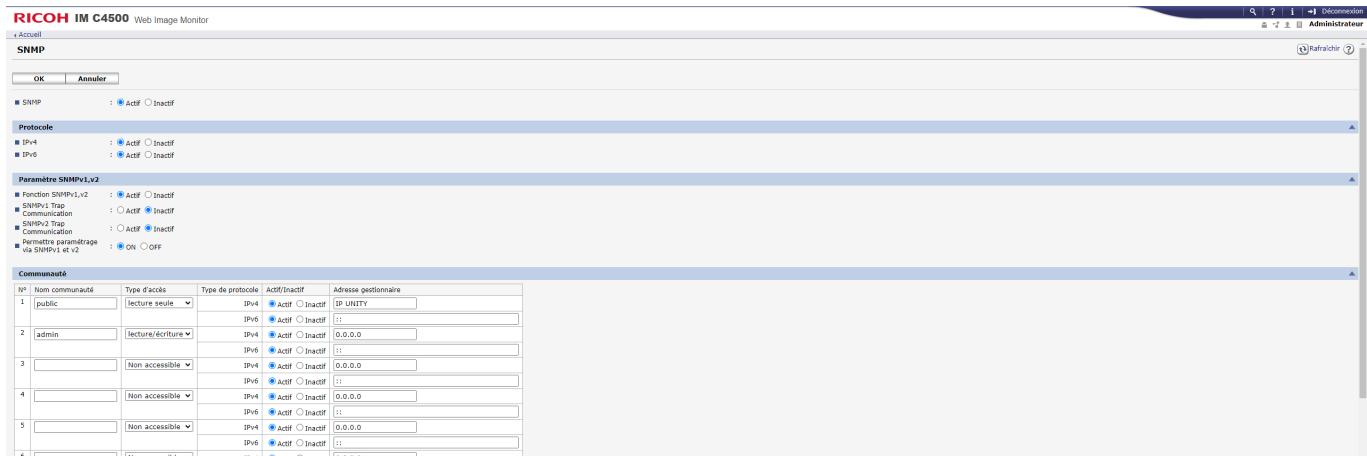 RICOH IM C4500 Web Image Monitor
? i Déconnexion
Administrateur
Accueil
SNMP
Rafraîchir ?
OK Annuler
SNMP : Actif Inactif
Protocole
IPv4 : Actif Inactif
IPv6 : Actif Inactif
Paramètre SNMPv1,v2
Fonction SNMPv1,v2 : Actif Inactif
SNMPv1 Trap
Communication : Actif Inactif
SNMPv2 Trap
Communication : Actif Inactif
Permettre paramétrage
via SNMPv1 et v2 : ON OFF
Communauté
N° Nom communauté Type d'accès Type de protocole Actif/Inactif Adresse gestionnaire
1 public lecture seule IPv4 Actif Inactif IP UNITY
IPv6 Actif Inactif ::
2 admin lecture/écriture IPv4 Actif Inactif 0.0.0.0
IPv6 Actif Inactif ::
3 Non accessible IPv4 Actif Inactif 0.0.0.0
IPv6 Actif Inactif ::
4 Non accessible IPv4 Actif Inactif 0.0.0.0
IPv6 Actif Inactif ::
5 Non accessible IPv4 Actif Inactif 0.0.0.0
IPv6 Actif Inactif ::